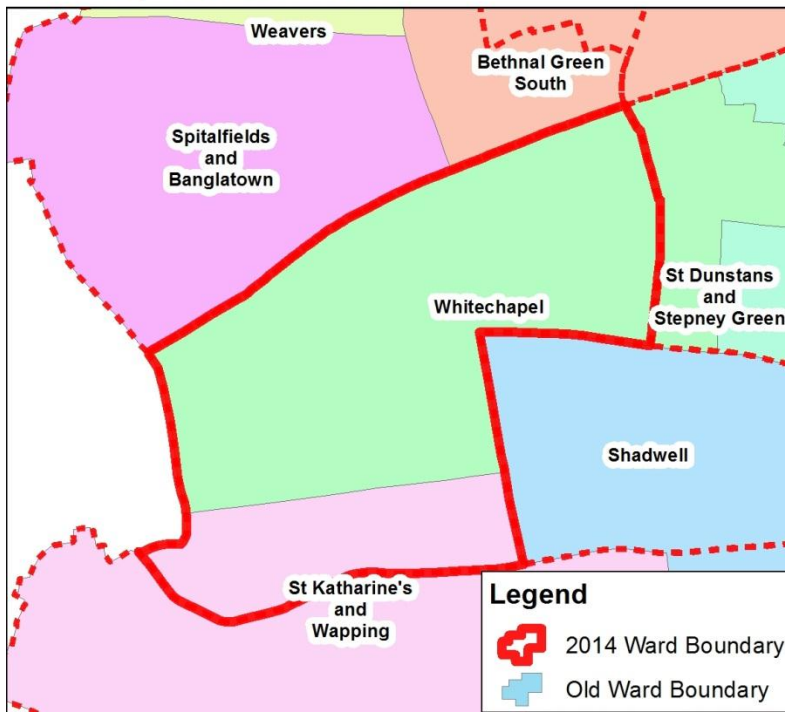 Weavers
Bethnal Green
South
Spitalfields
and
Banglatown
St Dunstans
and
Stepney Green
Whitechapel
Shadwell
St Katharine's
and
Wapping
Legend
2014 Ward Boundary
Old Ward Boundary